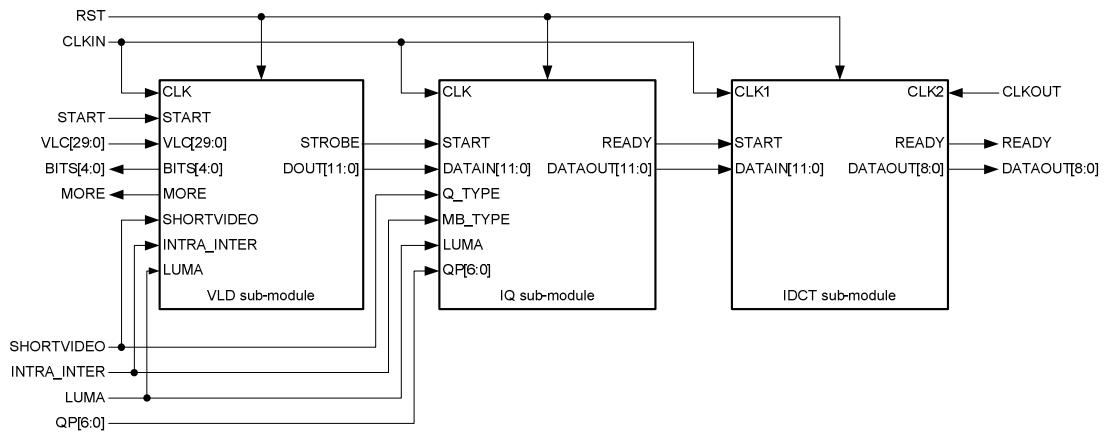 RST
CLKIN
CLK
CLK
CLK1
CLK2
CLKOUT
START
START
VLC[29:0]
VLC[29:0]
STROBE
START
READY
START
READY
READY
BITS[4:0]
BITS[4:0]
DOUT[11:0]
DATAIN[11:0]
DATAOUT[11:0]
DATAIN[11:0]
DATAOUT[8:0]
DATAOUT[8:0]
MORE
MORE
Q_TYPE
SHORTVIDEO
MB_TYPE
INTRA_INTER
LUMA
LUMA
QP[6:0]
VLD sub-module
IQ sub-module
IDCT sub-module
SHORTVIDEO
INTRA_INTER
LUMA
QP[6:0]